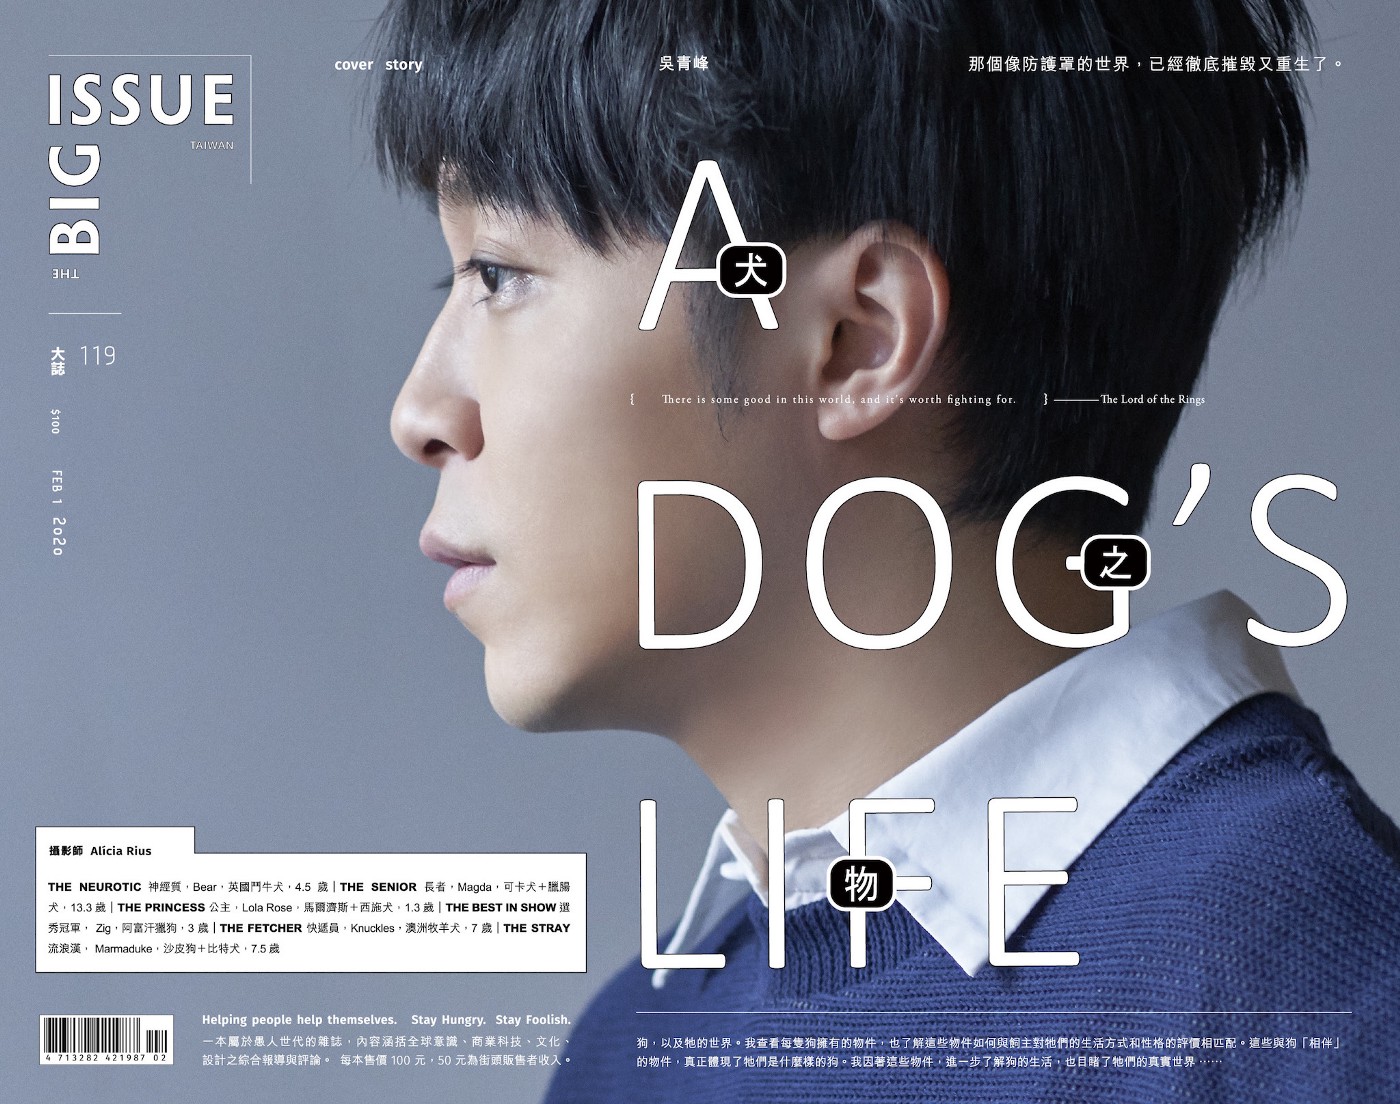 THE BIG ISSUE
TAIWAN
大誌 119
$100
FEB 1 2020
cover story
吳青峰
那個像防護罩的世界，已經徹底摧毀又重生了。
A
犬
{ There is some good in this world, and it's worth fighting for. } ——— The Lord of the Rings
DOG'S
之
LIFE
物
攝影師 Alícia Rius
THE NEUROTIC 神經質，Bear，英國鬥牛犬，4.5 歲 | THE SENIOR 長者，Magda，可卡犬＋臘腸
犬，13.3 歲 | THE PRINCESS 公主，Lola Rose，馬爾濟斯＋西施犬，1.3 歲 | THE BEST IN SHOW 選
秀冠軍， Zig，阿富汗獵狗，3 歲 | THE FETCHER 快遞員，Knuckles，澳洲牧羊犬，7 歲 | THE STRAY
流浪漢， Marmaduke，沙皮狗＋比特犬，7.5 歲
4 713282 421987 02
Helping people help themselves. Stay Hungry. Stay Foolish.
一本屬於愚人世代的雜誌，內容涵括全球意識、商業科技、文化、
設計之綜合報導與評論。 每本售價 100 元，50 元為街頭販售者收入。
狗，以及牠的世界。我查看每隻狗擁有的物件，也了解這些物件如何與飼主對牠們的生活方式和性格的評價相匹配。這些與狗「相伴」
的物件，真正體現了牠們是什麼樣的狗。我因著這些物件，進一步了解狗的生活，也目睹了牠們的真實世界 ⋯⋯